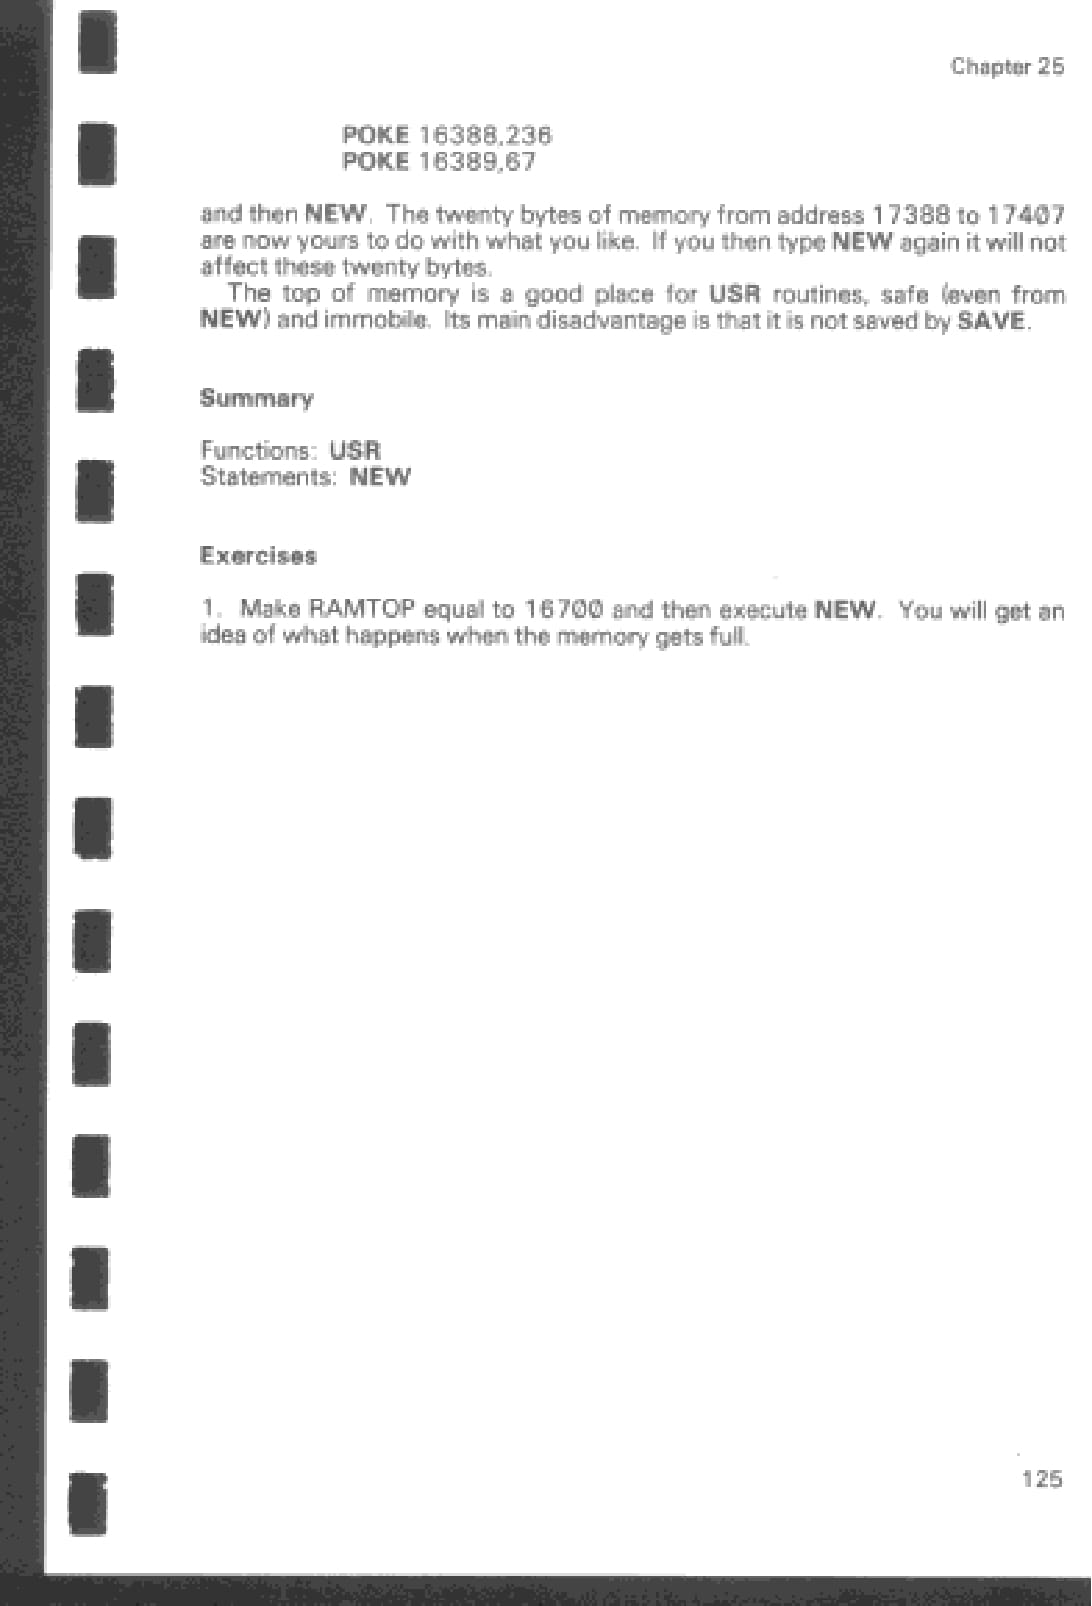 Chapter 25
POKE 16388,236
POKE 16389,67
and then NEW. The twenty bytes of memory from address 17388 to 17407
are now yours to do with what you like. If you then type NEW again it will not
affect these twenty bytes.
The top of memory is a good place for USR routines, safe (even from
NEW) and immobile. Its main disadvantage is that it is not saved by SAVE.
Summary
Functions: USR
Statements: NEW
Exercises
1. Make RAMTOP equal to 16700 and then execute NEW. You will get an
idea of what happens when the memory gets full.
125